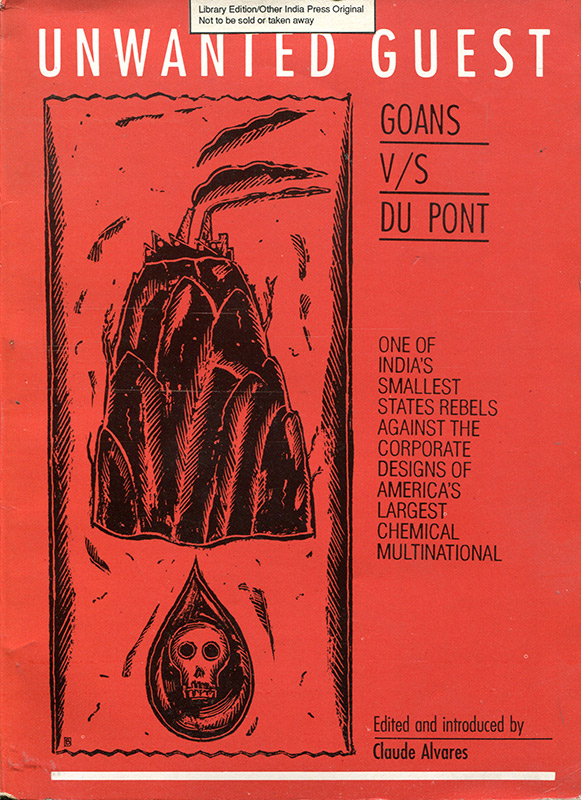 Library Edition/Other India Press Original
Not to be sold or taken away
UNWANTED GUEST
GOANS
V/S
DU PONT
ONE OF
INDIA'S
SMALLEST
STATES REBELS
AGAINST THE
CORPORATE
DESIGNS OF
AMERICA'S
LARGEST
CHEMICAL
MULTINATIONAL
Edited and introduced by
Claude Alvares